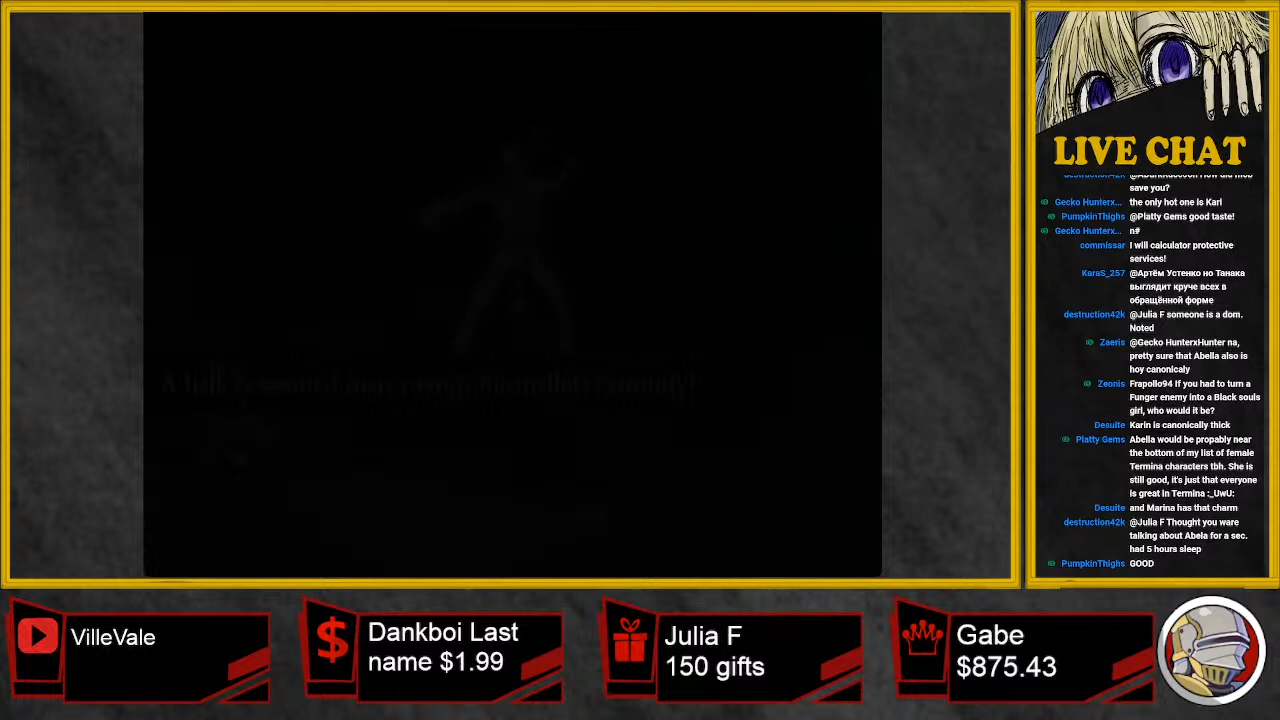 LIVE CHAT
save you?
Gecko Hunterx... the only hot one is Karl
PumpkinThighs @Platty Gems good taste!
Gecko Hunterx... n#
commissar I will calculator protective
services!
KaraS_257 @Артём Устенко но Танака
выглядит круче всех в
обращённой форме
destruction42k @Julia F someone is a dom.
Noted
Zaeris @Gecko HunterxHunter na,
pretty sure that Abella also is
hoy canonicaly
Zeonis Frapollo94 If you had to turn a
Funger enemy into a Black souls
girl, who would it be?
Desuite Karin is canonically thick
Platty Gems Abella would be propably near
the bottom of my list of female
Termina characters tbh. She is
still good, it's just that everyone
is great in Termina :_UwU:
Desuite and Marina has that charm
destruction42k @Julia F Thought you ware
talking about Abela for a sec.
had 5 hours sleep
PumpkinThighs GOOD
VilleVale
Dankboi Last
name $1.99
Julia F
150 gifts
Gabe
$875.43